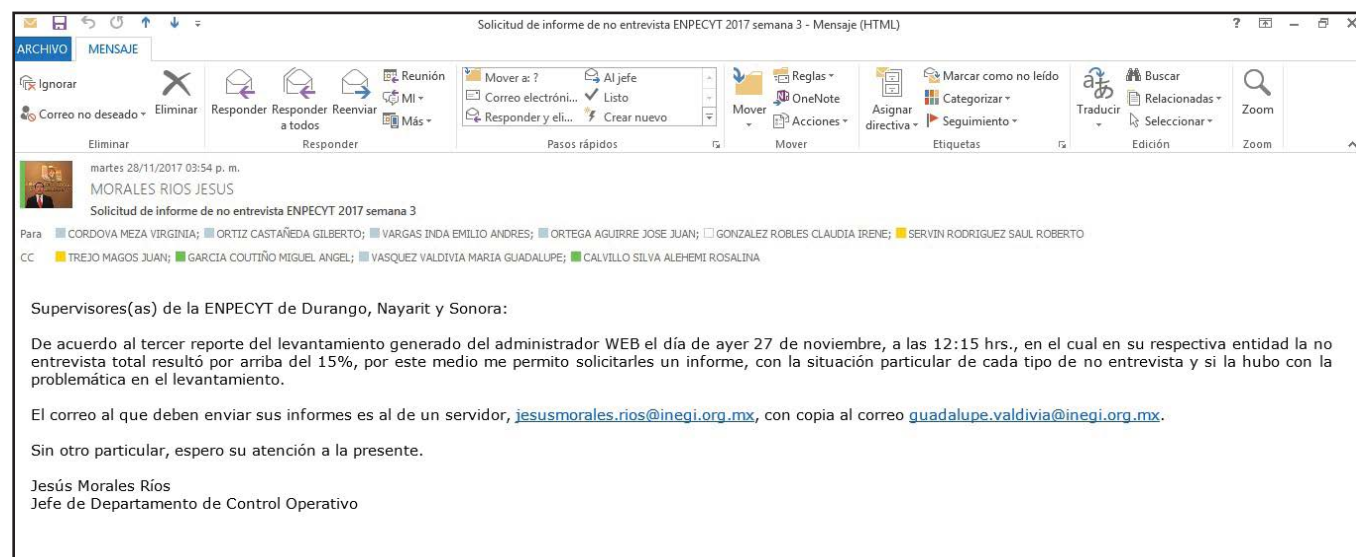 Solicitud de informe de no entrevista ENPECYT 2017 semana 3 - Mensaje (HTML)
ARCHIVO MENSAJE
Ignorar
Correo no deseado
Eliminar
Responder
Responder a todos
Reenviar
Reunión
MI
Más
Mover a: ?
Correo electróni...
Responder y eli...
Al jefe
Listo
Crear nuevo
Mover
Reglas
OneNote
Acciones
Asignar directiva
Marcar como no leído
Categorizar
Seguimiento
Traducir
Buscar
Relacionadas
Seleccionar
Zoom
Eliminar Responder Pasos rápidos Mover Etiquetas Edición Zoom
martes 28/11/2017 03:54 p. m.
MORALES RIOS JESUS
Solicitud de informe de no entrevista ENPECYT 2017 semana 3
Para CORDOVA MEZA VIRGINIA; ORTIZ CASTAÑEDA GILBERTO; VARGAS INDA EMILIO ANDRES; ORTEGA AGUIRRE JOSE JUAN; GONZALEZ ROBLES CLAUDIA IRENE; SERVIN RODRIGUEZ SAUL ROBERTO
CC TREJO MAGOS JUAN; GARCIA COUTIÑO MIGUEL ANGEL; VASQUEZ VALDIVIA MARIA GUADALUPE; CALVILLO SILVA ALEHEMI ROSALINA
Supervisores(as) de la ENPECYT de Durango, Nayarit y Sonora:
De acuerdo al tercer reporte del levantamiento generado del administrador WEB el día de ayer 27 de noviembre, a las 12:15 hrs., en el cual en su respectiva entidad la no
entrevista total resultó por arriba del 15%, por este medio me permito solicitarles un informe, con la situación particular de cada tipo de no entrevista y si la hubo con la
problemática en el levantamiento.
El correo al que deben enviar sus informes es al de un servidor, jesusmorales.rios@inegi.org.mx, con copia al correo guadalupe.valdivia@inegi.org.mx.
Sin otro particular, espero su atención a la presente.
Jesús Morales Ríos
Jefe de Departamento de Control Operativo